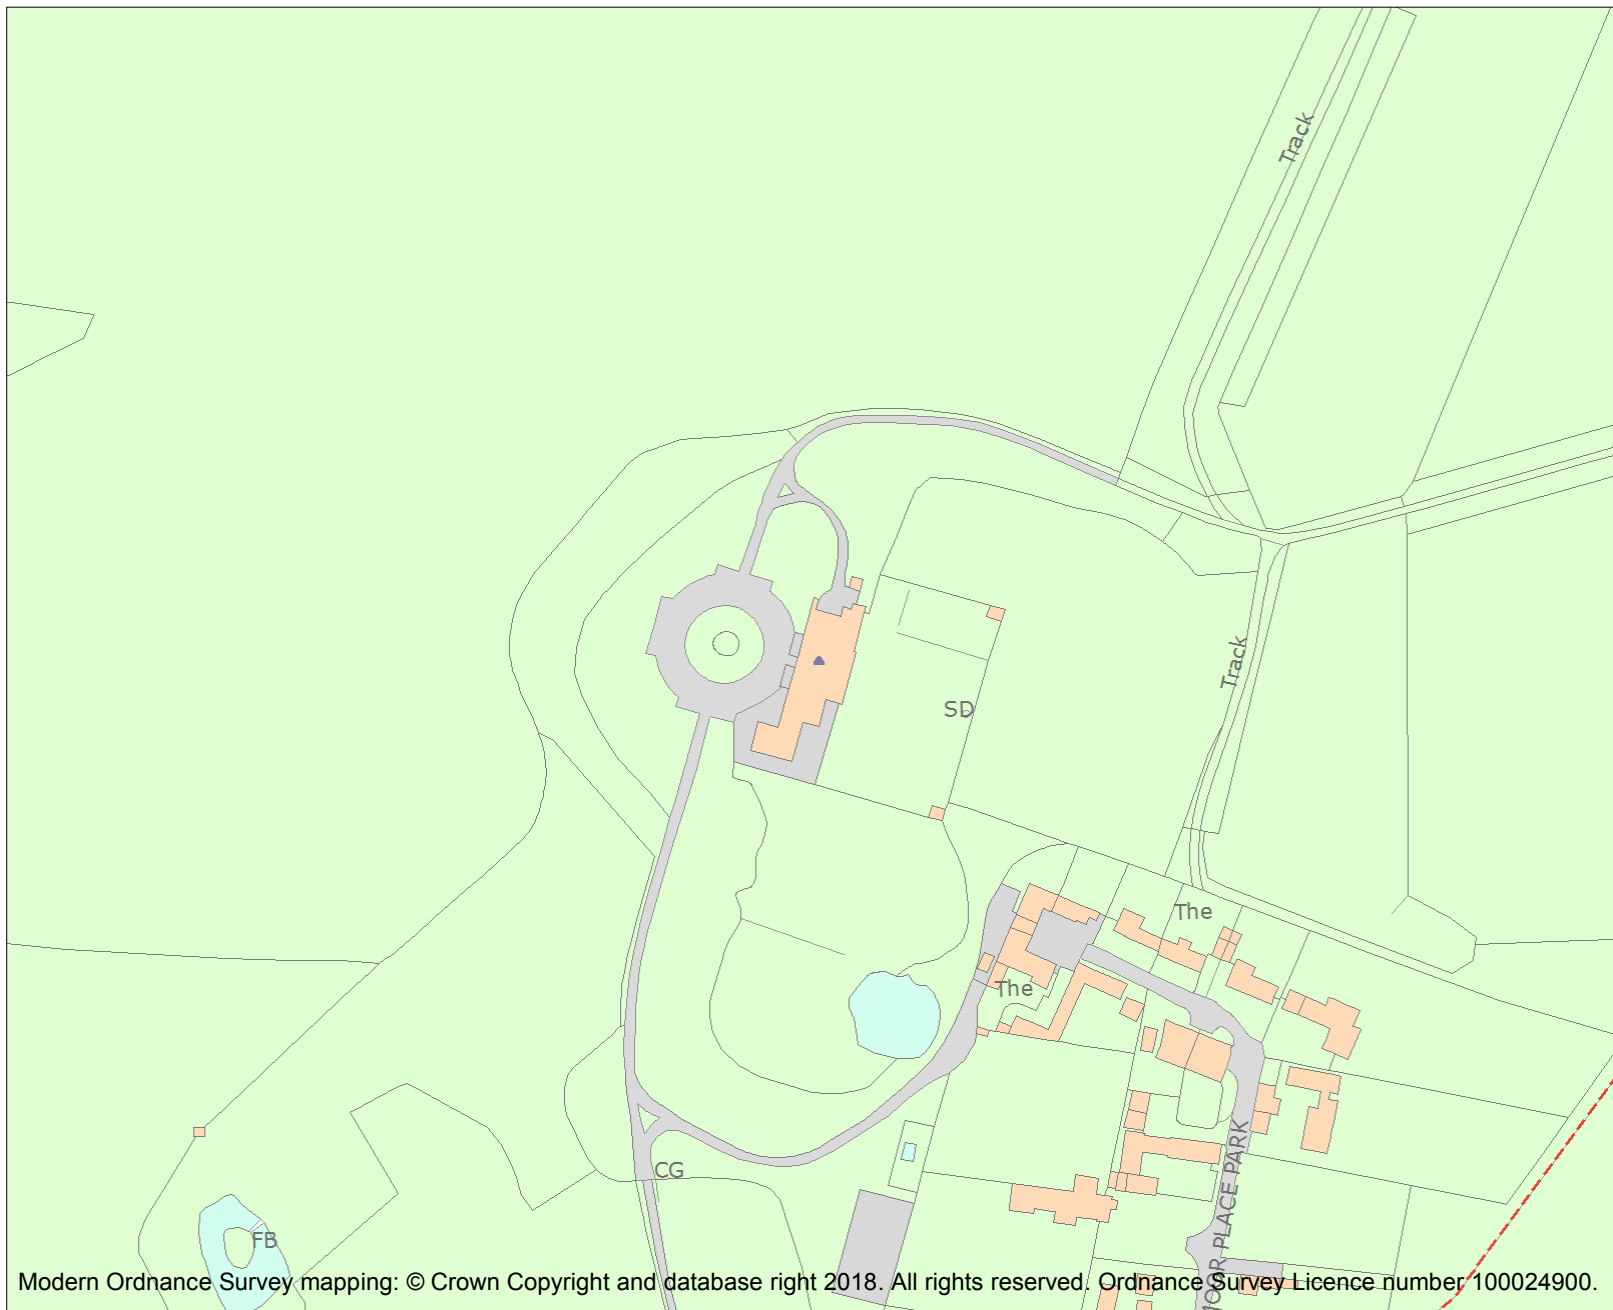 Track
Track
SD
The
The
CG
MOOR PLACE PARK
FB
Modern Ordnance Survey mapping: © Crown Copyright and database right 2018. All rights reserved. Ordnance Survey Licence number 100024900.